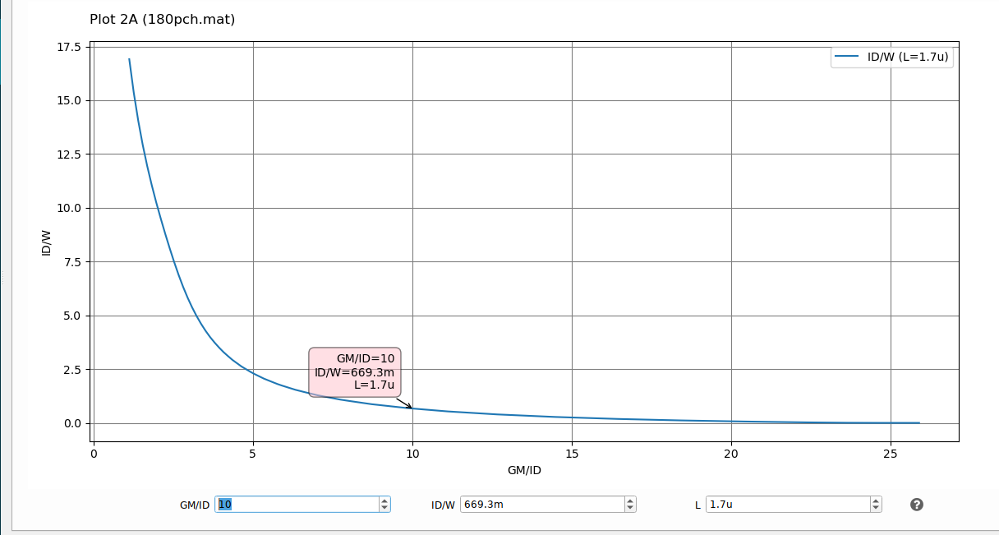 Plot 2A (180pch.mat)
17.5
15.0
12.5
10.0
7.5
5.0
2.5
0.0
ID/W
ID/W (L=1.7u)
GM/ID=10
ID/W=669.3m
L=1.7u
0 5 10 15 20 25
GM/ID
GM/ID 10 ID/W 669.3m L 1.7u ?